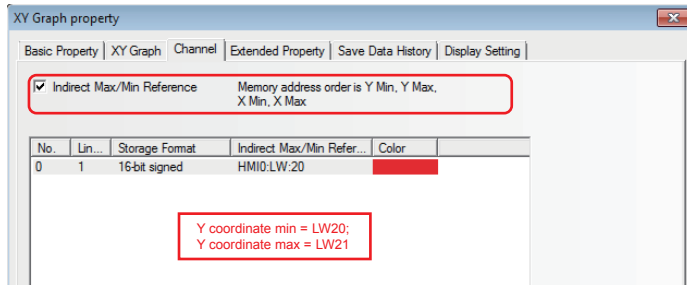 XY Graph property
Basic Property XY Graph Channel Extended Property Save Data History Display Setting
Indirect Max/Min Reference Memory address order is Y Min, Y Max,
X Min, X Max
No. Lin... Storage Format Indirect Max/Min Refer... Color
0 1 16-bit signed HMI0:LW:20
Y coordinate min = LW20;
Y coordinate max = LW21